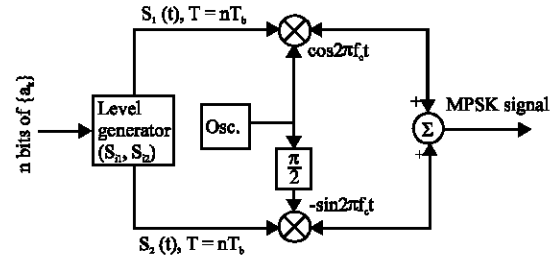 S₁ (t), T = nT_b
cos2πf_ct
n bits of {a_k}
Level
generator
(S_i1, S_i2)
Osc.
π
2
+
MPSK signal
Σ
+
-sin2πf_ct
S₂ (t), T = nT_b